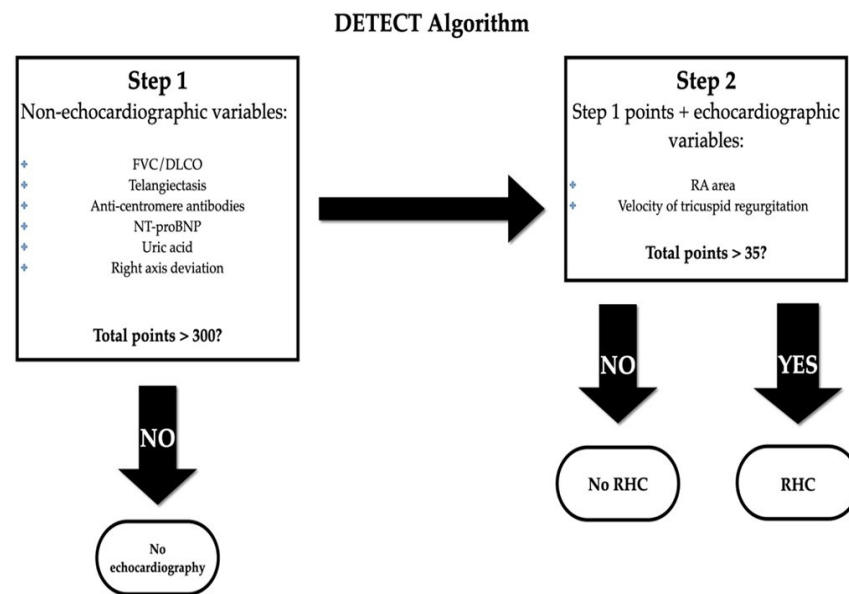 DETECT Algorithm
Step 1
Non-echocardiographic variables:
FVC/DLCO
Telangiectasis
Anti-centromere antibodies
NT-proBNP
Uric acid
Right axis deviation
Total points > 300?
NO
No
echocardiography
Step 2
Step 1 points + echocardiographic
variables:
RA area
Velocity of tricuspid regurgitation
Total points > 35?
NO
YES
No RHC
RHC